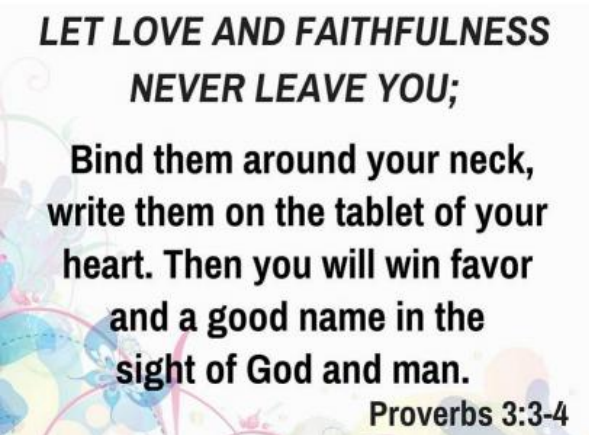 LET LOVE AND FAITHFULNESS
NEVER LEAVE YOU;
Bind them around your neck,
write them on the tablet of your
heart. Then you will win favor
and a good name in the
sight of God and man.
Proverbs 3:3-4